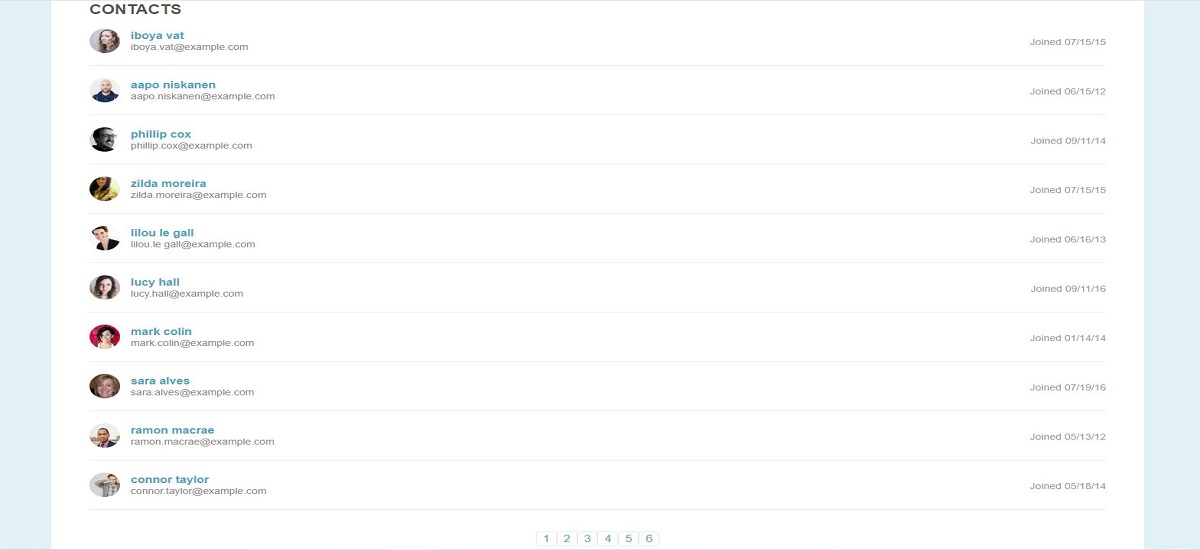 CONTACTS
iboya vat
iboya.vat@example.com
Joined 07/15/15
aapo niskanen
aapo.niskanen@example.com
Joined 06/15/12
phillip cox
phillip.cox@example.com
Joined 09/11/14
zilda moreira
zilda.moreira@example.com
Joined 07/15/15
lilou le gall
lilou.le gall@example.com
Joined 06/16/13
lucy hall
lucy.hall@example.com
Joined 09/11/16
mark colin
mark.colin@example.com
Joined 01/14/14
sara alves
sara.alves@example.com
Joined 07/19/16
ramon macrae
ramon.macrae@example.com
Joined 05/13/12
connor taylor
connor.taylor@example.com
Joined 05/18/14
1 2 3 4 5 6